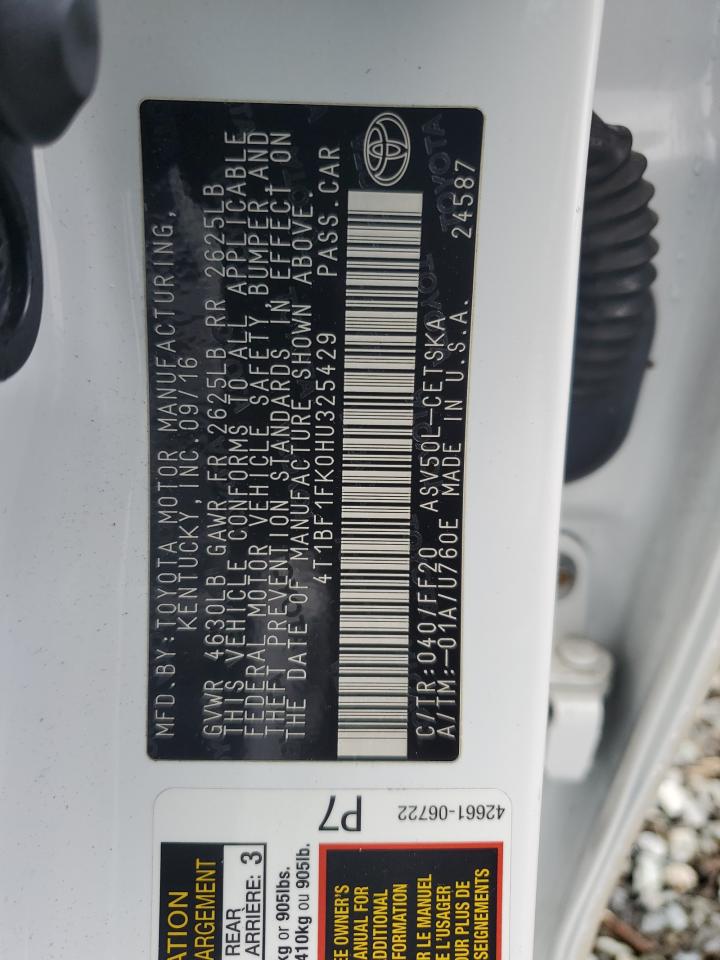 MFD.BY:TOYOTA MOTOR MANUFACTURING,
KENTUCKY, INC. 09/16
GVWR 4630LB GAWR FR 2625LB RR 2625LB
THIS VEHICLE CONFORMS TO ALL APPLICABLE
FEDERAL MOTOR VEHICLE SAFETY, BUMPER AND
THEFT PREVENTION STANDARDS IN EFFECT ON
THE DATE OF MANUFACTURE SHOWN ABOVE.
4T1BF1FK0HU325429 PASS.CAR
C/TR:040/FF20 ASV50L-CETSKA
A/TM:-01A/U760E MADE IN U.S.A. 24587
TOYOTA
P7
42661-06722
REAR
ARRIÈRE: 3
kg or 905lbs.
410kg ou 905lb.
EE OWNER'S
ANUAL FOR
ADDITIONAL
FORMATION
R LE MANUEL
L'USAGER
OUR PLUS DE
SEIGNEMENTS